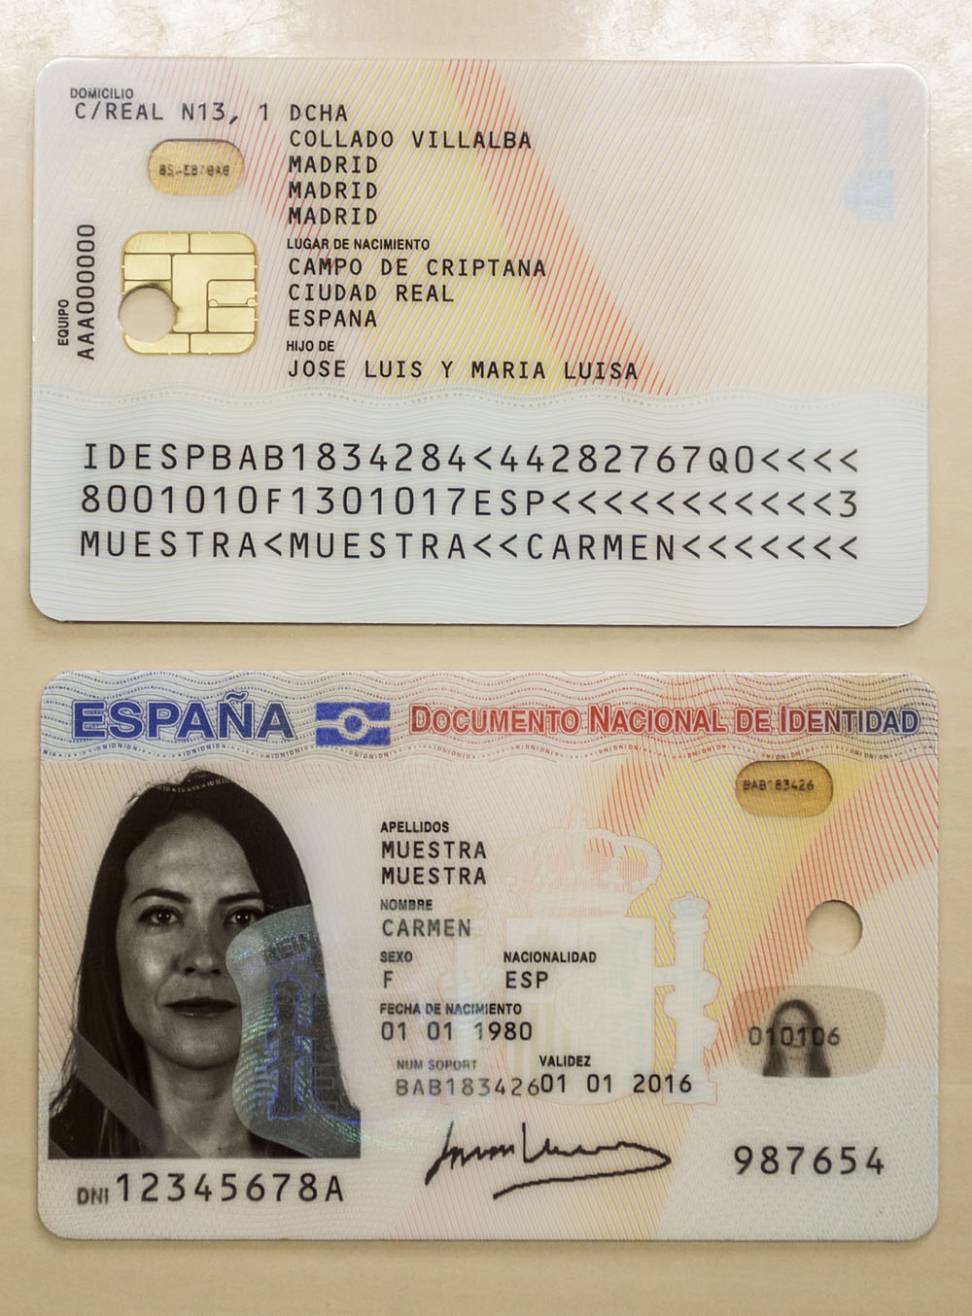 DOMICILIO
C/REAL N13, 1 DCHA
COLLADO VILLALBA
MADRID
MADRID
MADRID
LUGAR DE NACIMIENTO
CAMPO DE CRIPTANA
CIUDAD REAL
ESPANA
HIJO DE
JOSE LUIS Y MARIA LUISA
EQUIPO
AAA000000
IDESPBAB1834284<44282767Q0<<<<
8001010F1301017ESP<<<<<<<<<<<3
MUESTRA<MUESTRA<<CARMEN<<<<<<<
ESPAÑA
DOCUMENTO NACIONAL DE IDENTIDAD
BAB183426
APELLIDOS
MUESTRA
MUESTRA
NOMBRE
CARMEN
SEXO NACIONALIDAD
F ESP
FECHA DE NACIMIENTO
01 01 1980
NUM SOPORT VALIDEZ
BAB183426 01 01 2016
010106
987654
DNI 12345678A